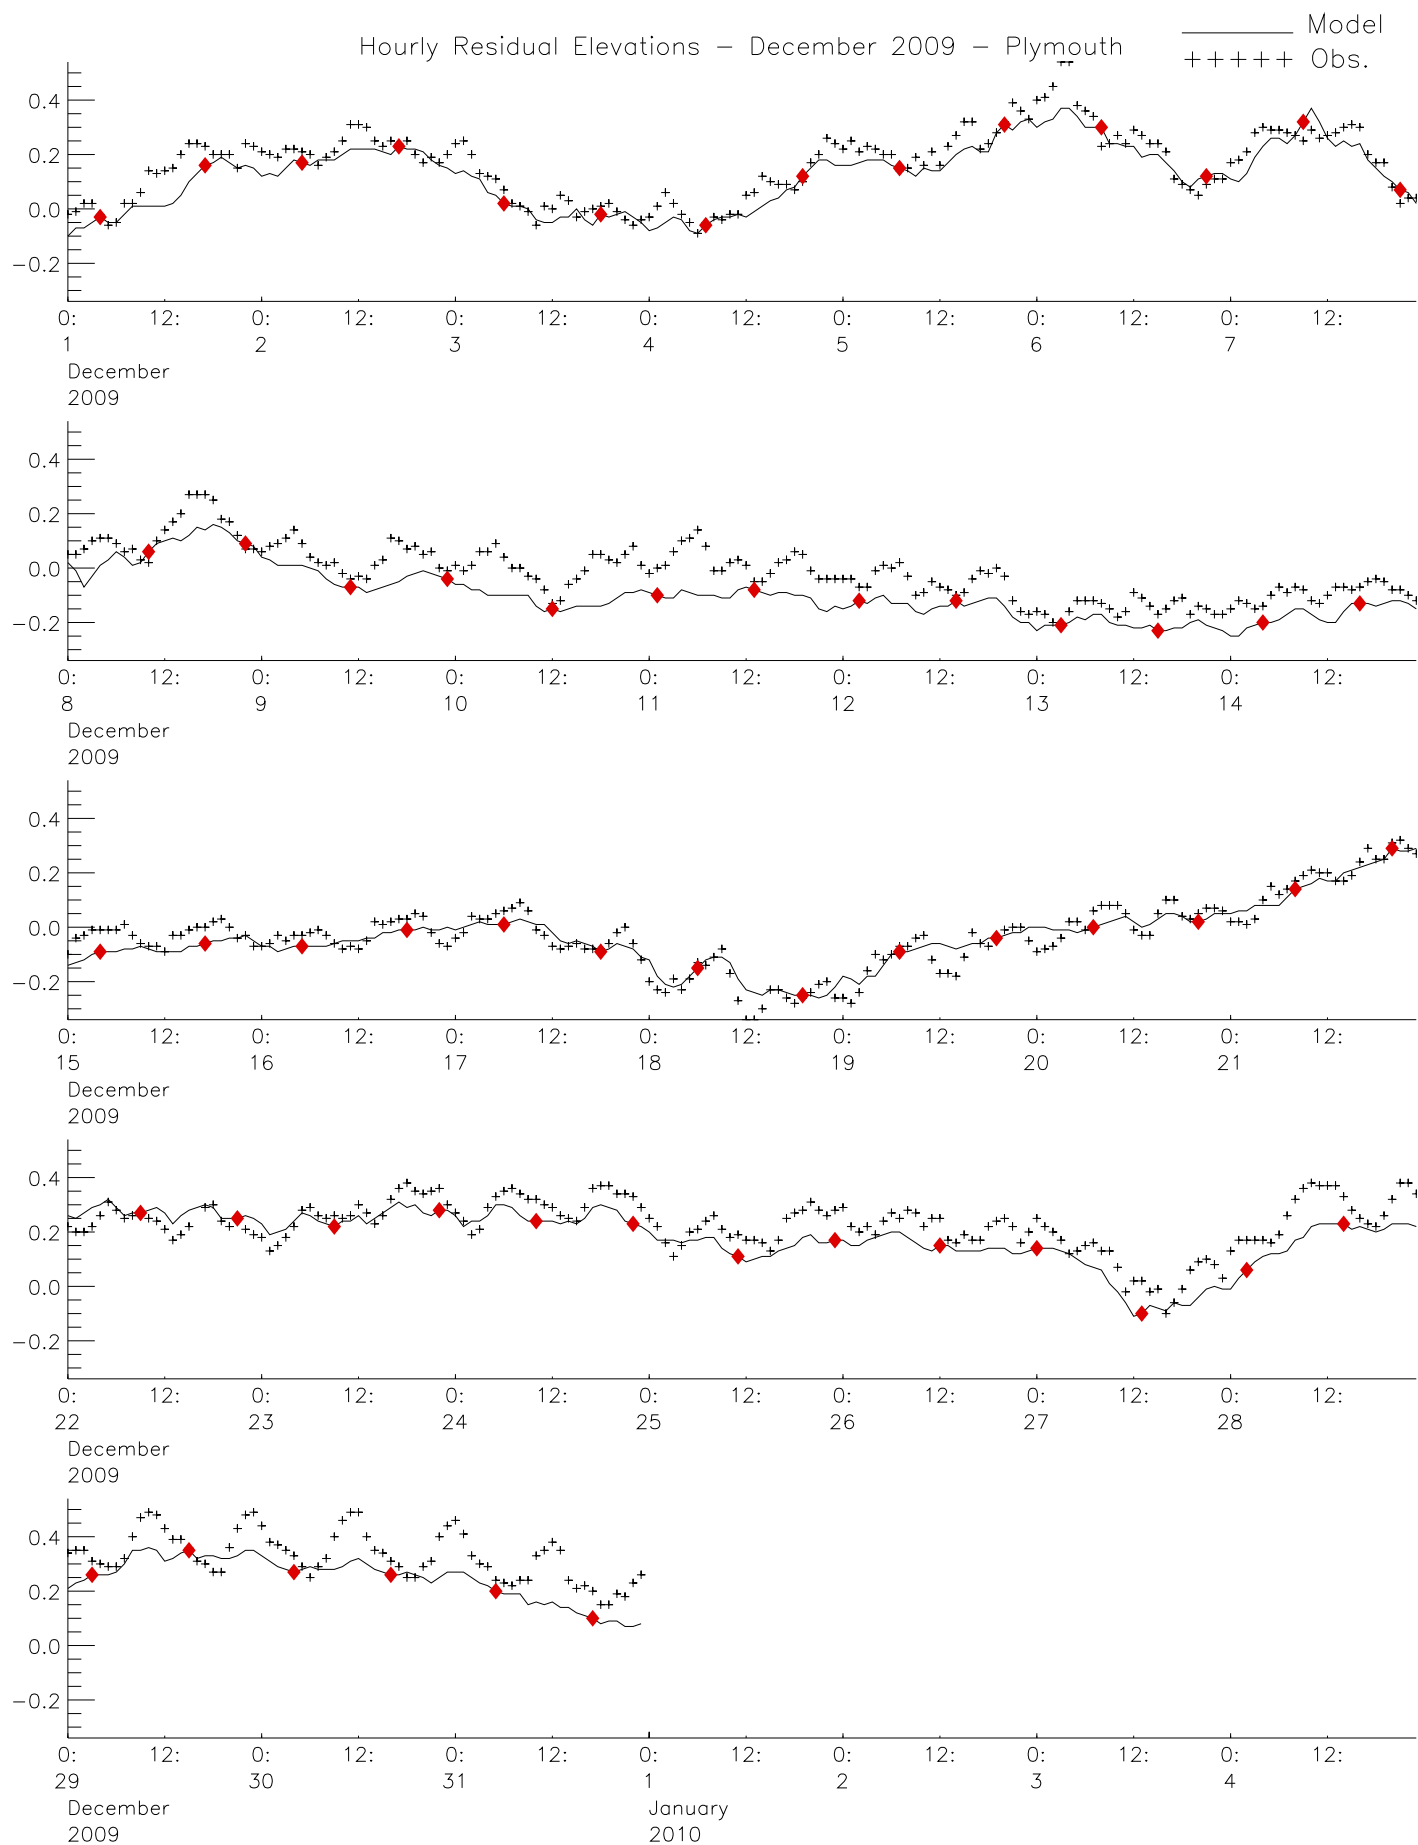 Hourly Residual Elevations – December 2009 – Plymouth
Model
+++++ Obs.
0.4
0.2
0.0
−0.2
0: 12: 0: 12: 0: 12: 0: 12: 0: 12: 0: 12: 0: 12:
1 2 3 4 5 6 7
December
2009
0.4
0.2
0.0
−0.2
0: 12: 0: 12: 0: 12: 0: 12: 0: 12: 0: 12: 0: 12:
8 9 10 11 12 13 14
December
2009
0.4
0.2
0.0
−0.2
0: 12: 0: 12: 0: 12: 0: 12: 0: 12: 0: 12: 0: 12:
15 16 17 18 19 20 21
December
2009
0.4
0.2
0.0
−0.2
0: 12: 0: 12: 0: 12: 0: 12: 0: 12: 0: 12: 0: 12:
22 23 24 25 26 27 28
December
2009
0.4
0.2
0.0
−0.2
0: 12: 0: 12: 0: 12: 0: 12: 0: 12: 0: 12: 0: 12:
29 30 31 1 2 3 4
December January
2009 2010